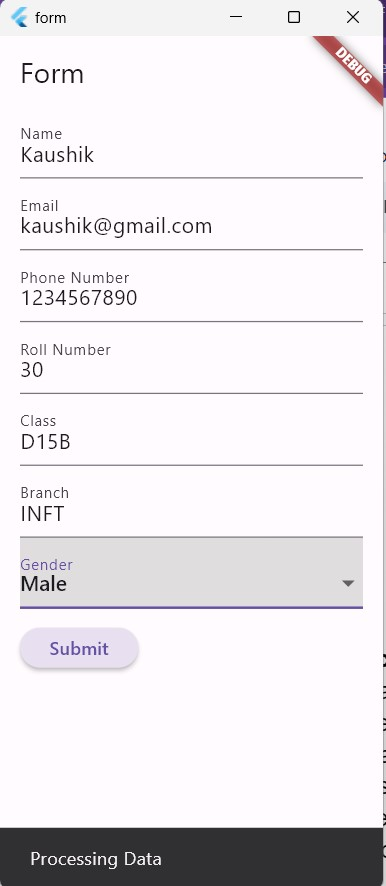 form
DEBUG
Form
Name
Kaushik
Email
kaushik@gmail.com
Phone Number
1234567890
Roll Number
30
Class
D15B
Branch
INFT
Gender
Male
Submit
Processing Data